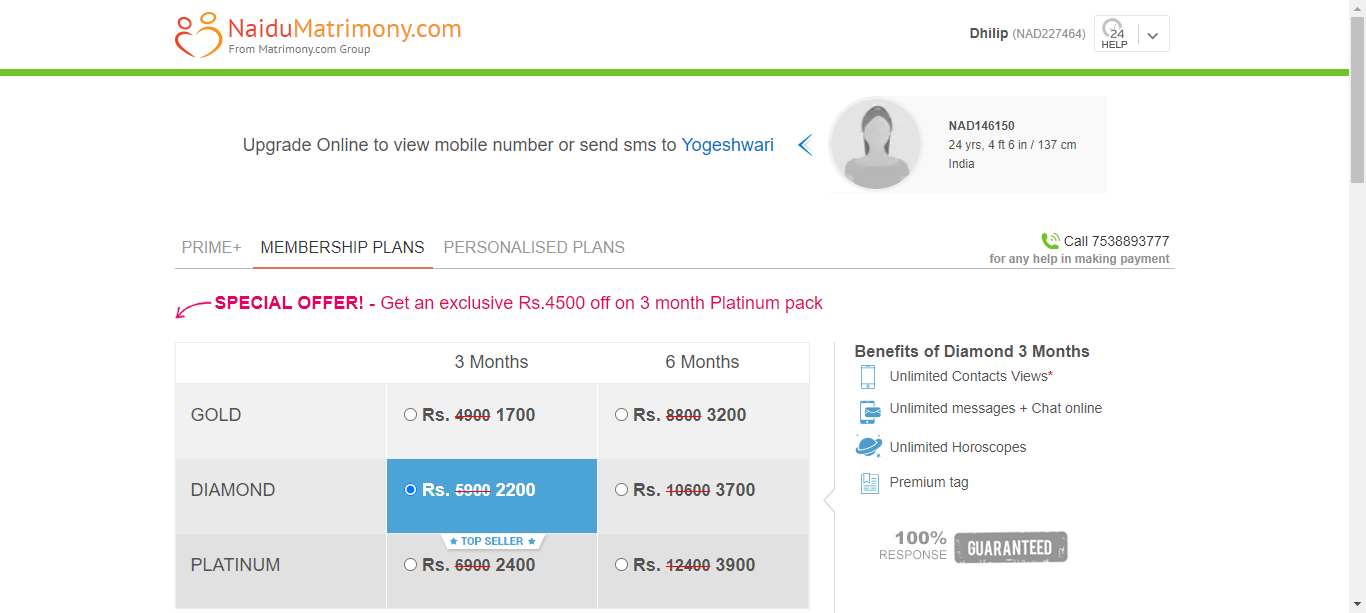 NaiduMatrimony.com
From Matrimony.com Group
Dhilip (NAD227464)
24
HELP
Upgrade Online to view mobile number or send sms to Yogeshwari
NAD146150
24 yrs, 4 ft 6 in / 137 cm
India
PRIME+ MEMBERSHIP PLANS PERSONALISED PLANS
Call 7538893777
for any help in making payment
SPECIAL OFFER! - Get an exclusive Rs.4500 off on 3 month Platinum pack
3 Months 6 Months
GOLD Rs. 4900 1700 Rs. 8800 3200
DIAMOND Rs. 5900 2200 Rs. 10600 3700
TOP SELLER
PLATINUM Rs. 6900 2400 Rs. 12400 3900
Benefits of Diamond 3 Months
Unlimited Contacts Views*
Unlimited messages + Chat online
Unlimited Horoscopes
Premium tag
100%
RESPONSE
GUARANTEED